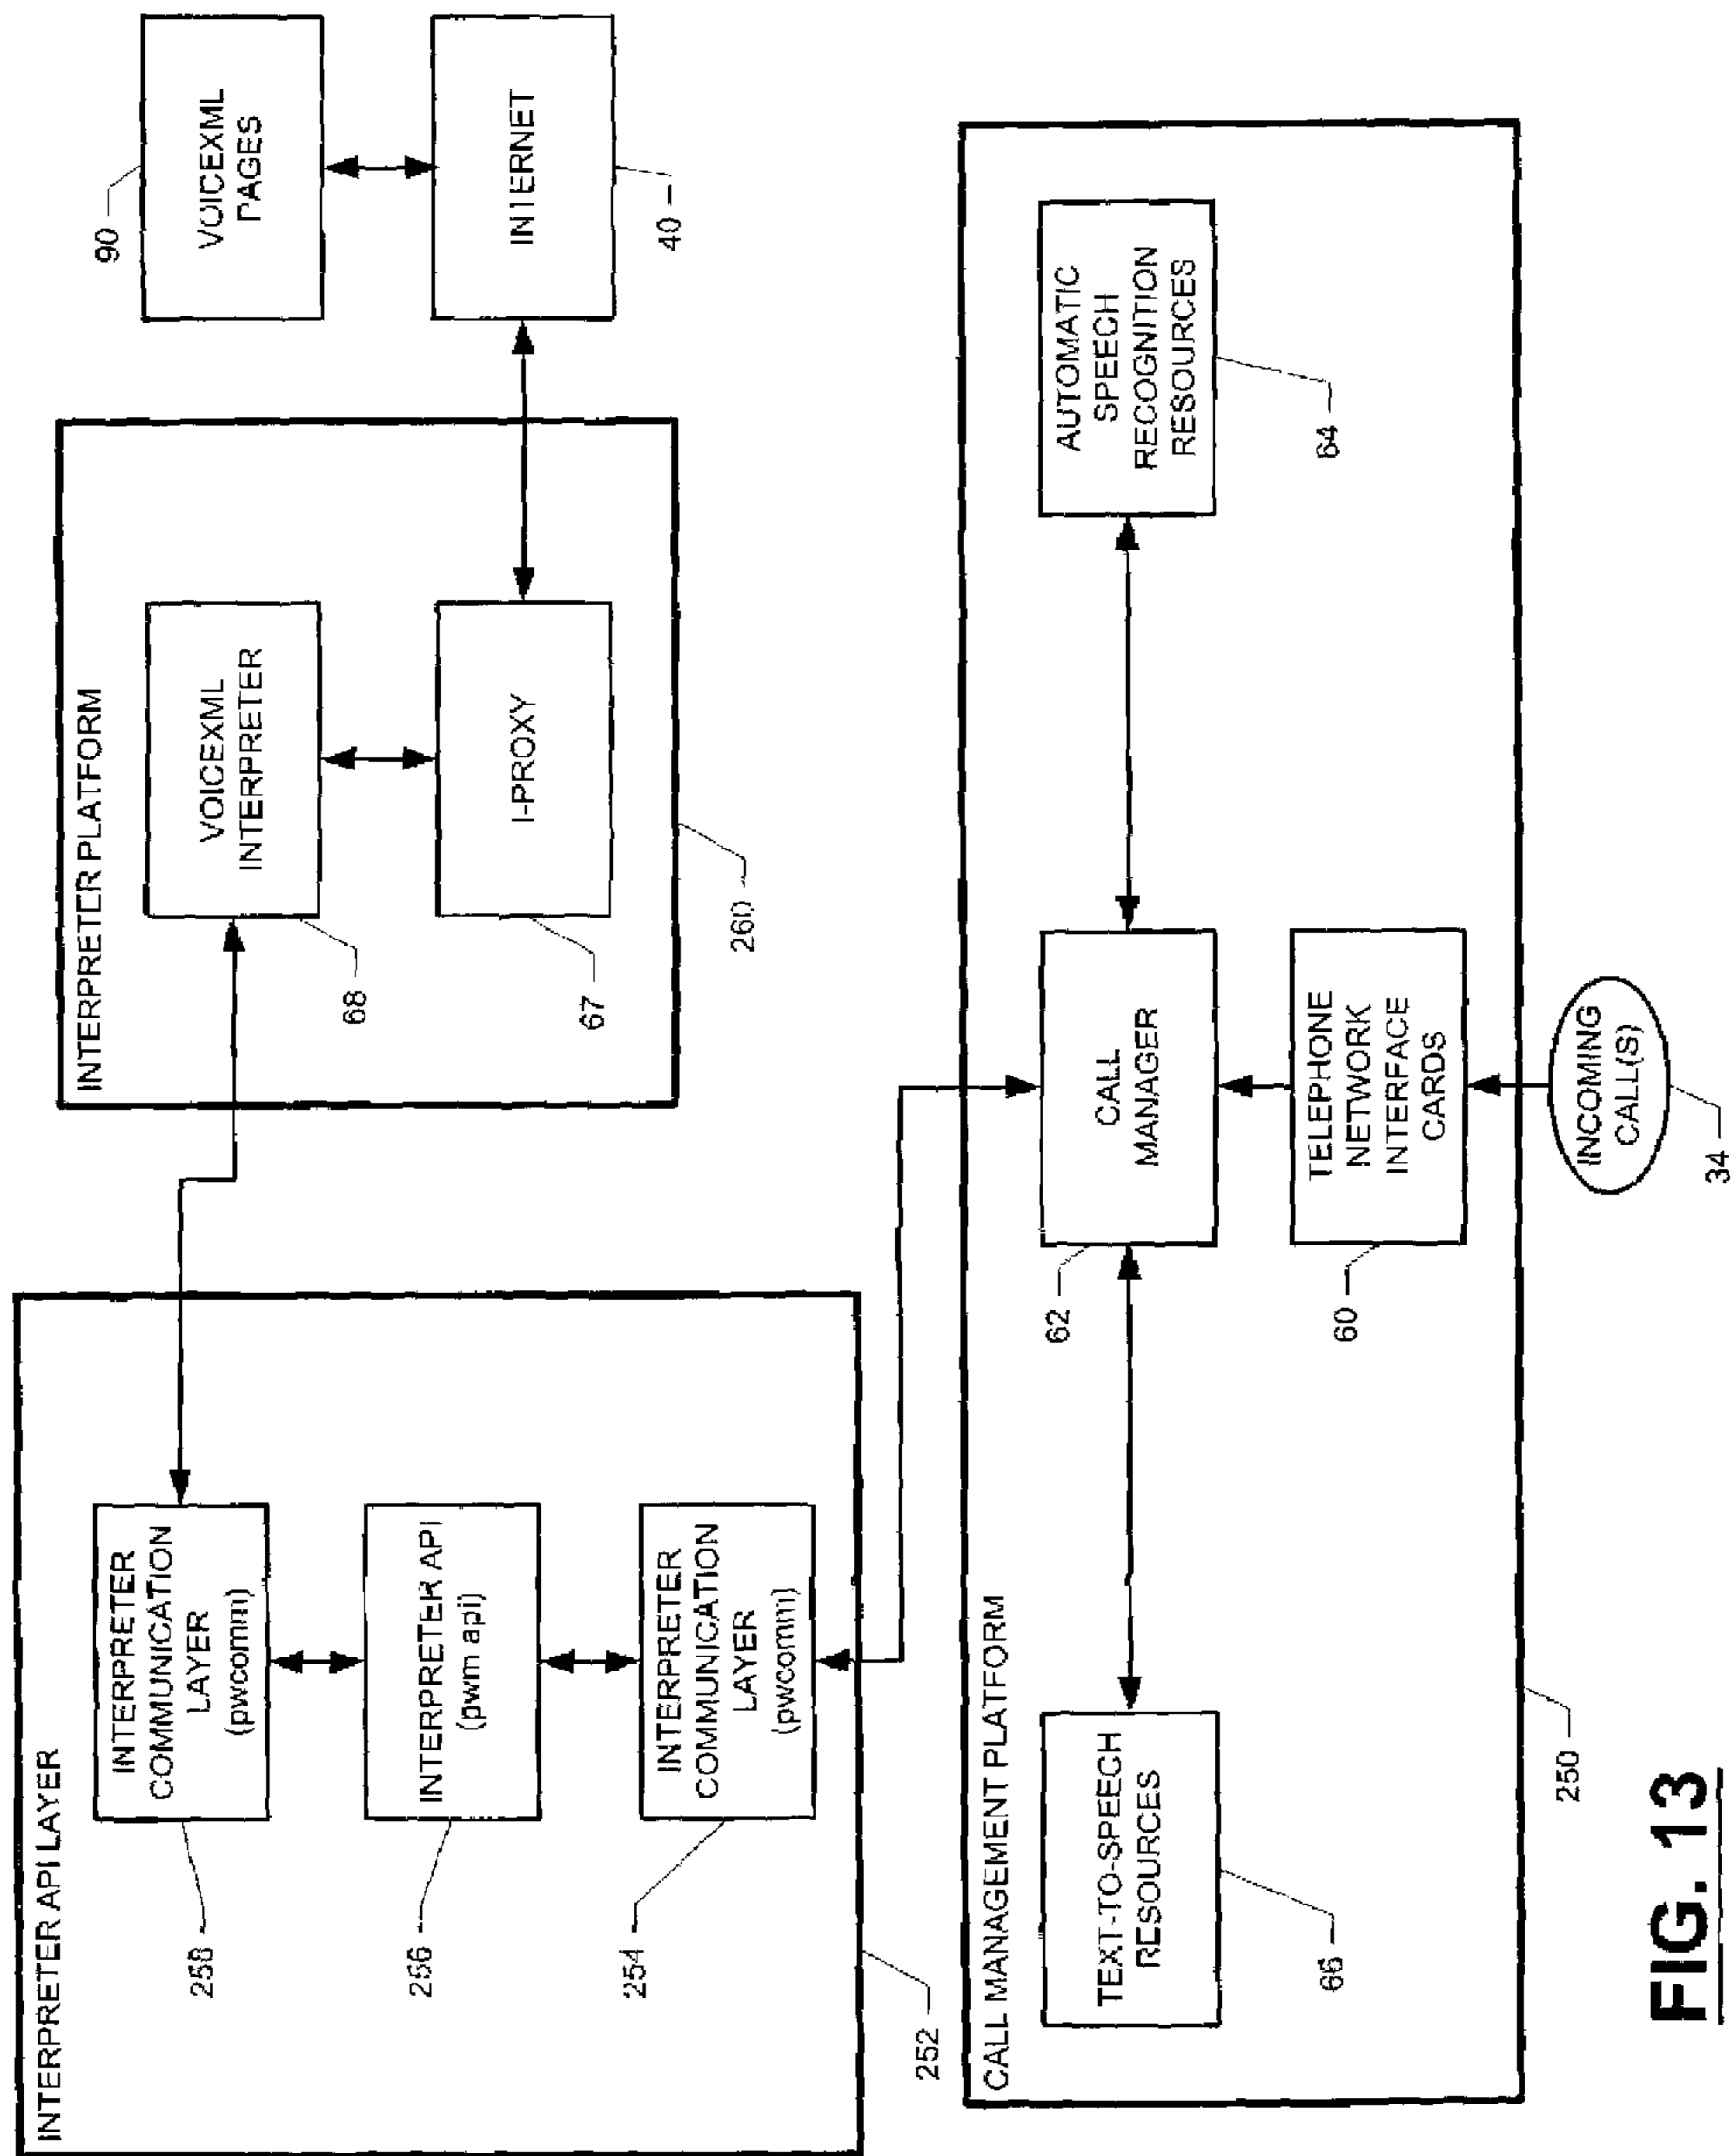 INTERPRETER API LAYER
INTERPRETER
COMMUNICATION
LAYER
(pwcomm)
258
INTERPRETER API
(pwm api)
256
INTERPRETER
COMMUNICATION
LAYER
(pwcomm)
254
252
INTERPRETER PLATFORM
VOICEXML
INTERPRETER
68
I-PROXY
67
260
VOICEXML
PAGES
90
INTERNET
40
CALL MANAGEMENT PLATFORM
TEXT-TO-SPEECH
RESOURCES
66
CALL
MANAGER
62
AUTOMATIC
SPEECH
RECOGNITION
RESOURCES
64
TELEPHONE
NETWORK
INTERFACE
CARDS
60
250
INCOMING
CALL(S)
34
FIG. 13